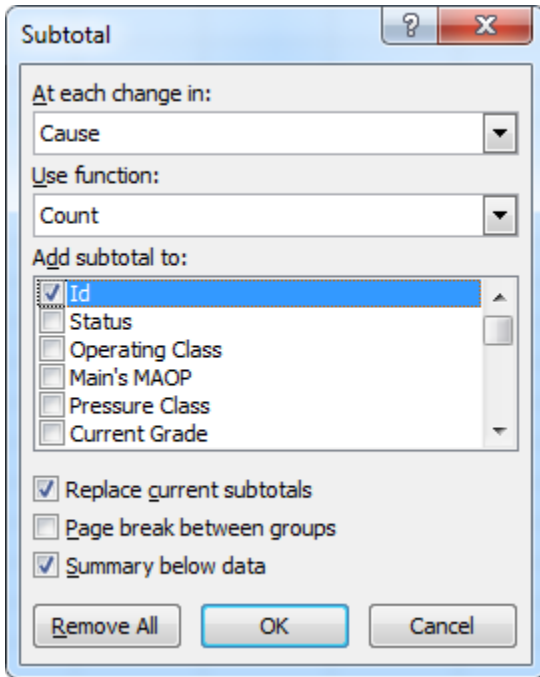 Subtotal
At each change in:
Cause
Use function:
Count
Add subtotal to:
Id
Status
Operating Class
Main's MAOP
Pressure Class
Current Grade
Replace current subtotals
Page break between groups
Summary below data
Remove All OK Cancel